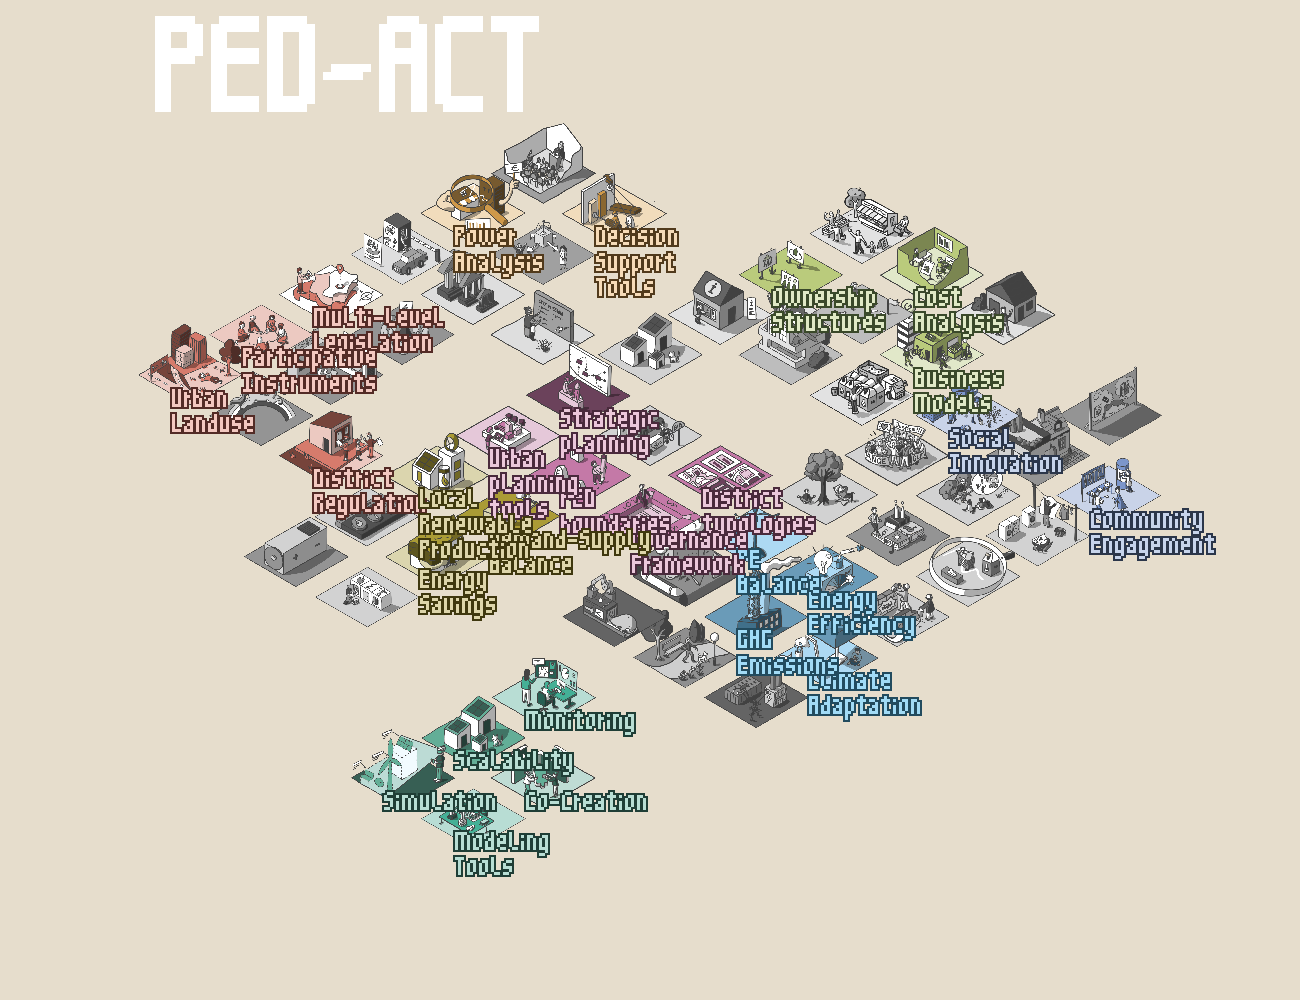 PED-ACT
Power
Analysis
Decision
Support
Tools
Ownership
Structures
Cost
Analysis
Multi-Level
Legislation
Participative
Instruments
Urban
Landuse
Business
Models
Strategic
planning
Social
Innovation
Urban
planning
Tools
District
Regulation
Local
Renewable
Production
boundaries
District
typologies
Framework
Demand-Supply
Balance
Energy
Savings
Community
Engagement
Balance
Energy
Efficiency
GHG
Emissions
Climate
Adaptation
Monitoring
Scalability
Simulation
Co-Creation
Modeling
Tools